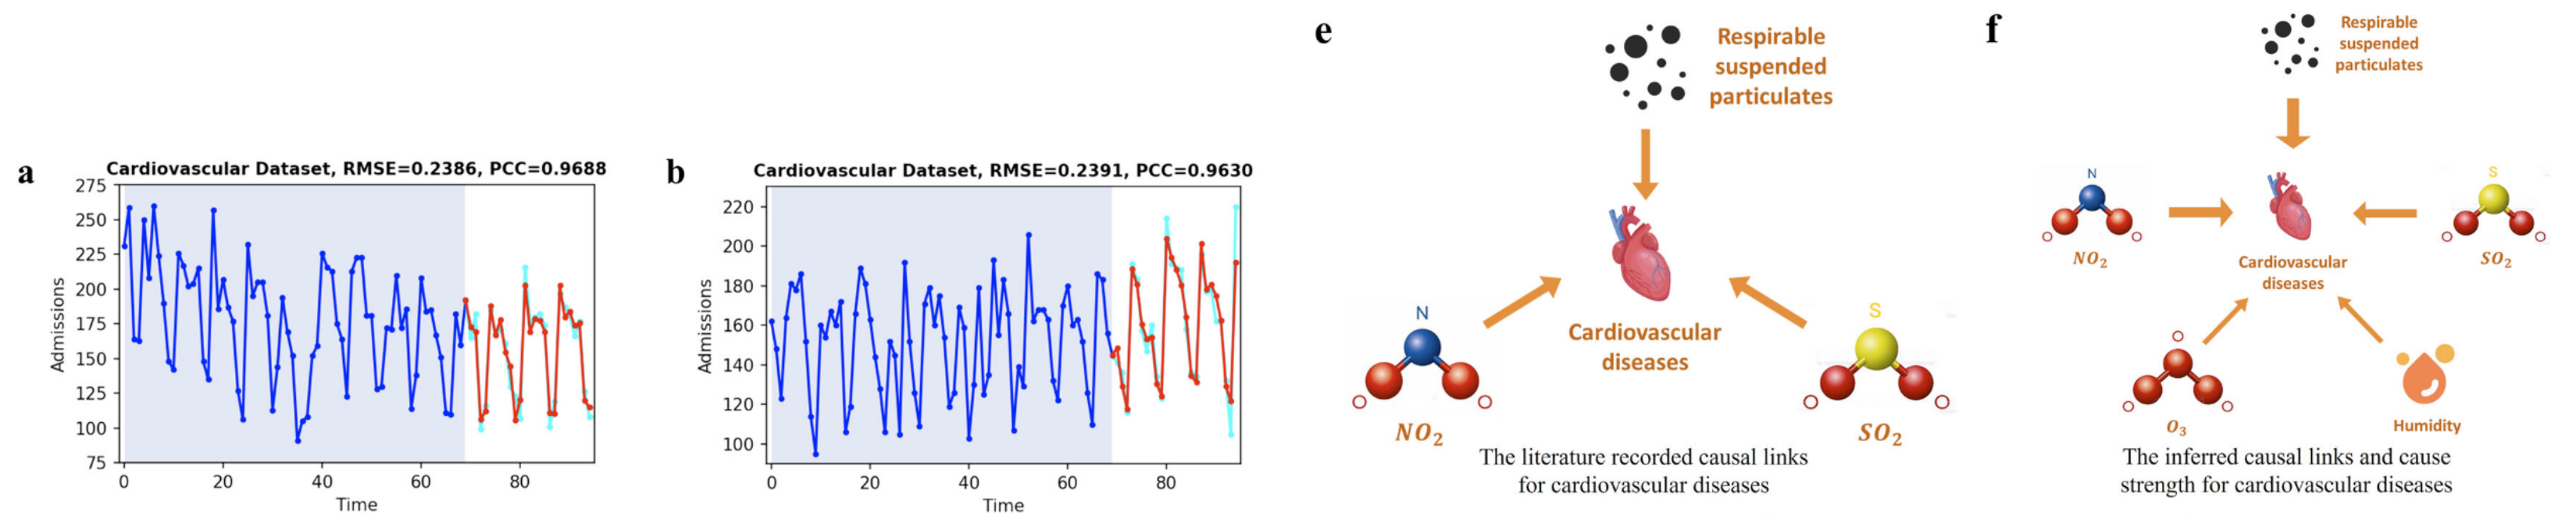 a
Cardiovascular Dataset, RMSE=0.2386, PCC=0.9688
275
250
225
200
175
150
125
100
75
Admissions
0 20 40 60 80
Time
b
Cardiovascular Dataset, RMSE=0.2391, PCC=0.9630
220
200
180
160
140
120
100
Admissions
0 20 40 60 80
Time
e
Respirable
suspended
particulates
N
O O
NO2
Cardiovascular
diseases
S
O O
SO2
The literature recorded causal links
for cardiovascular diseases
f
Respirable
suspended
particulates
N
O O
NO2
Cardiovascular
diseases
S
O O
SO2
O
O O
O3
Humidity
The inferred causal links and cause
strength for cardiovascular diseases